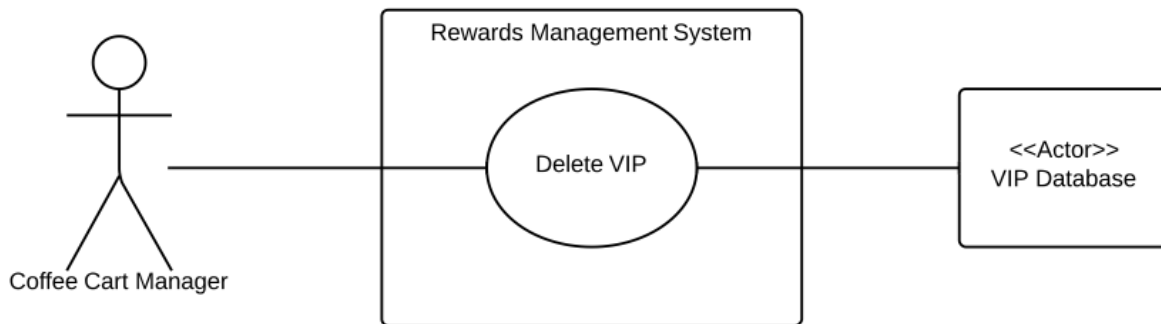 Rewards Management System
Delete VIP
<<Actor>>
VIP Database
Coffee Cart Manager